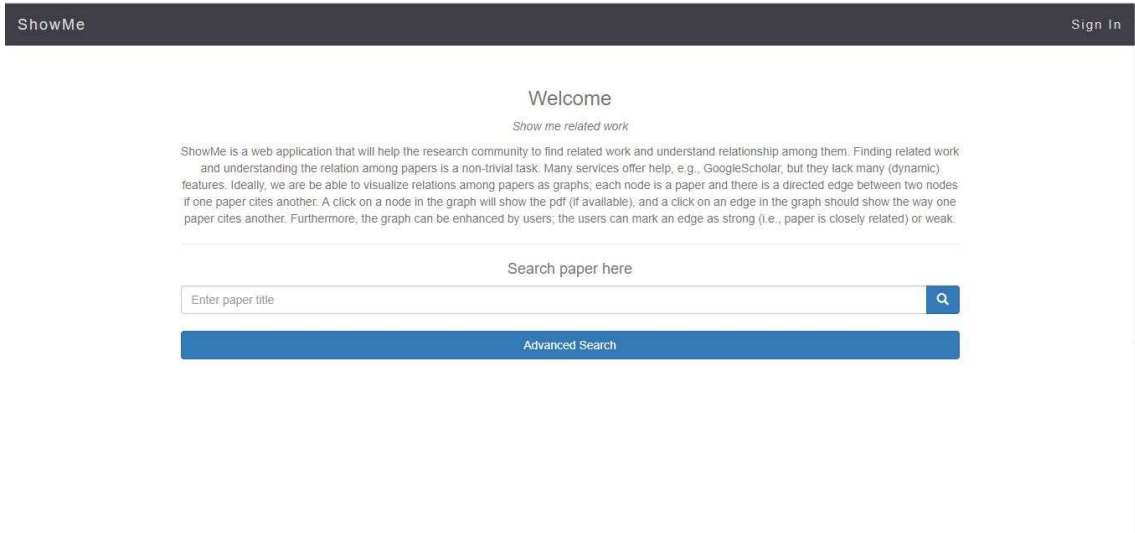 ShowMe
Sign In
Welcome
Show me related work
ShowMe is a web application that will help the research community to find related work and understand relationship among them. Finding related work
and understanding the relation among papers is a non-trivial task. Many services offer help, e.g., GoogleScholar, but they lack many (dynamic)
features. Ideally, we are be able to visualize relations among papers as graphs; each node is a paper and there is a directed edge between two nodes
if one paper cites another. A click on a node in the graph will show the pdf (if available), and a click on an edge in the graph should show the way one
paper cites another. Furthermore, the graph can be enhanced by users; the users can mark an edge as strong (i.e., paper is closely related) or weak.
Search paper here
Enter paper title
Advanced Search